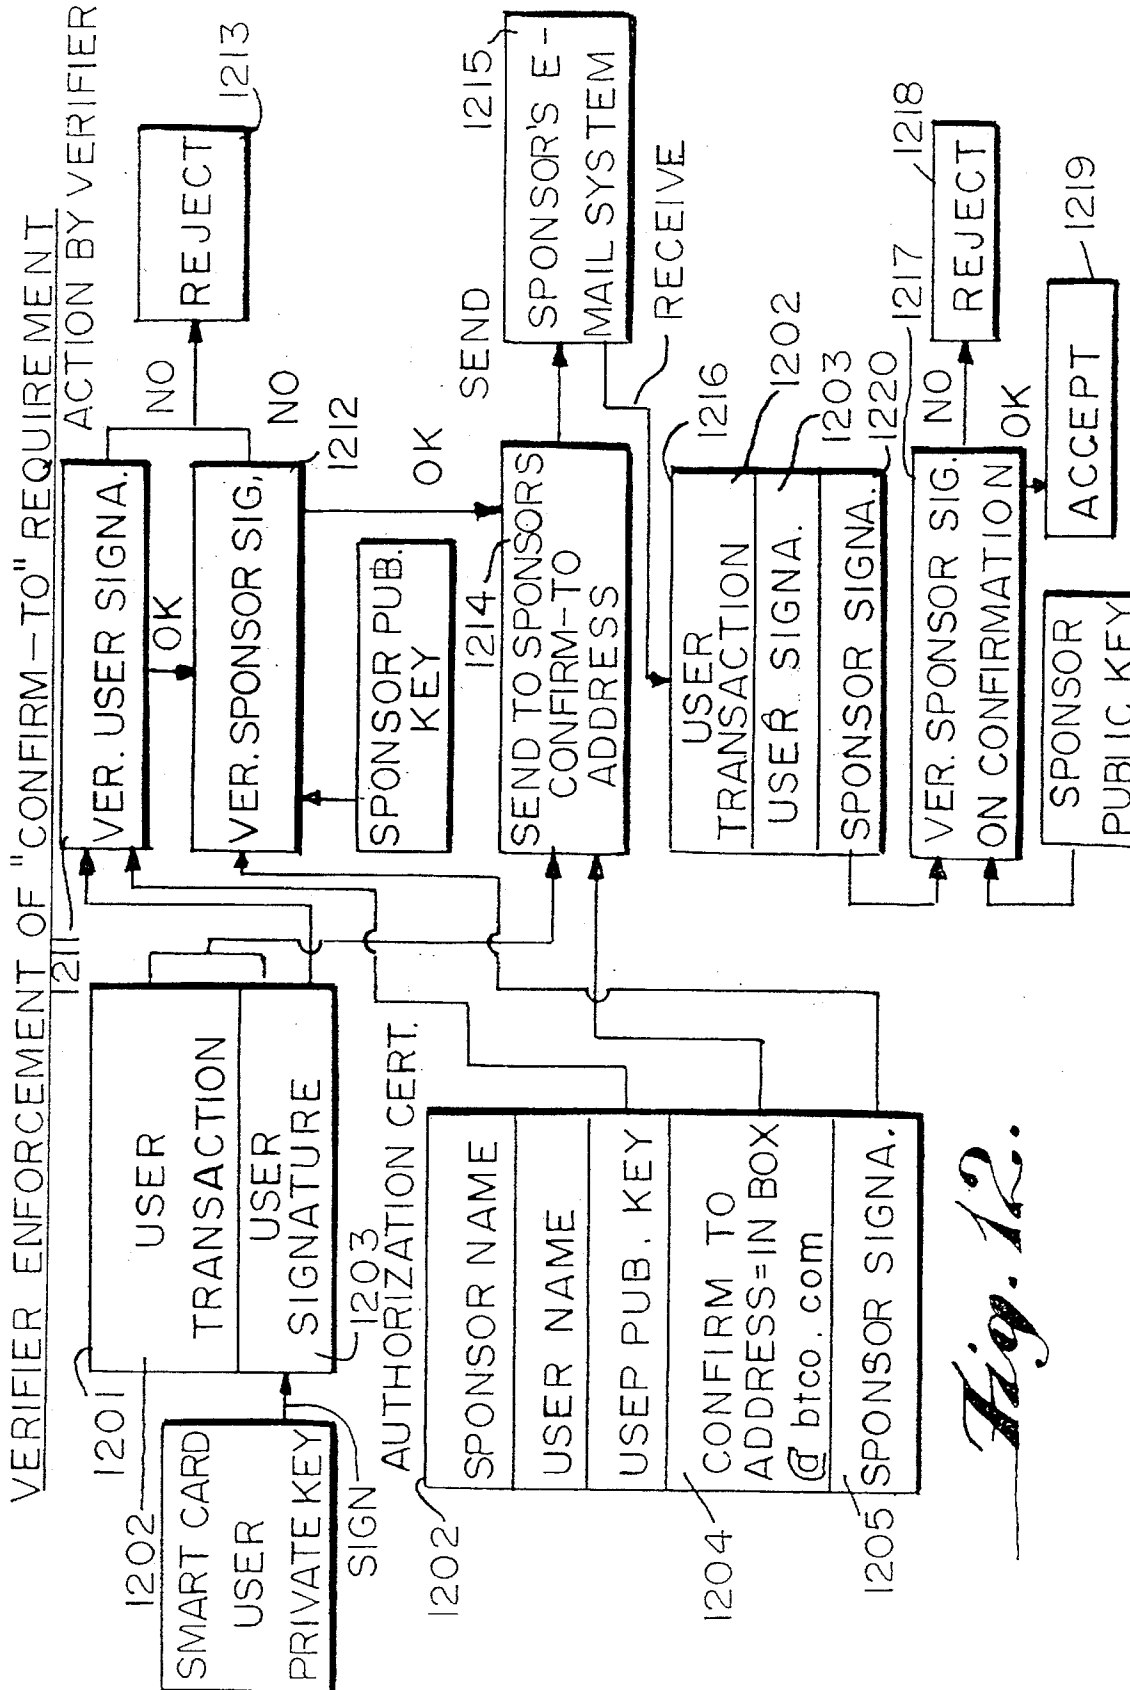 VERIFIER ENFORCEMENT OF "CONFIRM-TO" REQUIREMENT
ACTION BY VERIFIER
1201
1202
SMART CARD
USER
PRIVATE KEY
SIGN
USER
TRANSACTION
USER
SIGNATURE
1203
AUTHORIZATION CERT.
1202
SPONSOR NAME
USER NAME
USEP PUB. KEY
1204
CONFIRM TO
ADDRESS=IN BOX
@btco.com
1205
SPONSOR SIGNA.
1211
VER. USER SIGNA.
OK
NO
REJECT
1213
VER.SPONSOR SIG,
NO
1212
SPONSOR PUB.
KEY
OK
1214
SEND TO SPONSORS
CONFIRM-TO
ADDRESS
SEND
1215
SPONSOR'S E-
MAIL SYSTEM
RECEIVE
1216
USER
TRANSACTION
1202
USER SIGNA.
1203
SPONSOR SIGNA.
1220
1217
VER. SPONSOR SIG.
ON CONFIRMATION
NO
REJECT
1218
OK
ACCEPT
1219
SPONSOR
PUBLIC KEY
Fig. 12.